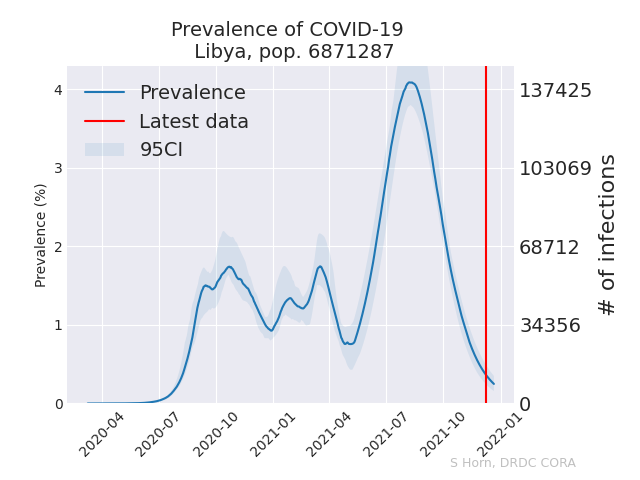 Prevalence of COVID-19
Libya, pop. 6871287
Prevalence
Latest data
95CI
Prevalence (%)
4
3
2
1
0
137425
103069
68712
34356
0
# of infections
2020-04
2020-07
2020-10
2021-01
2021-04
2021-07
2021-10
2022-01
S Horn, DRDC CORA